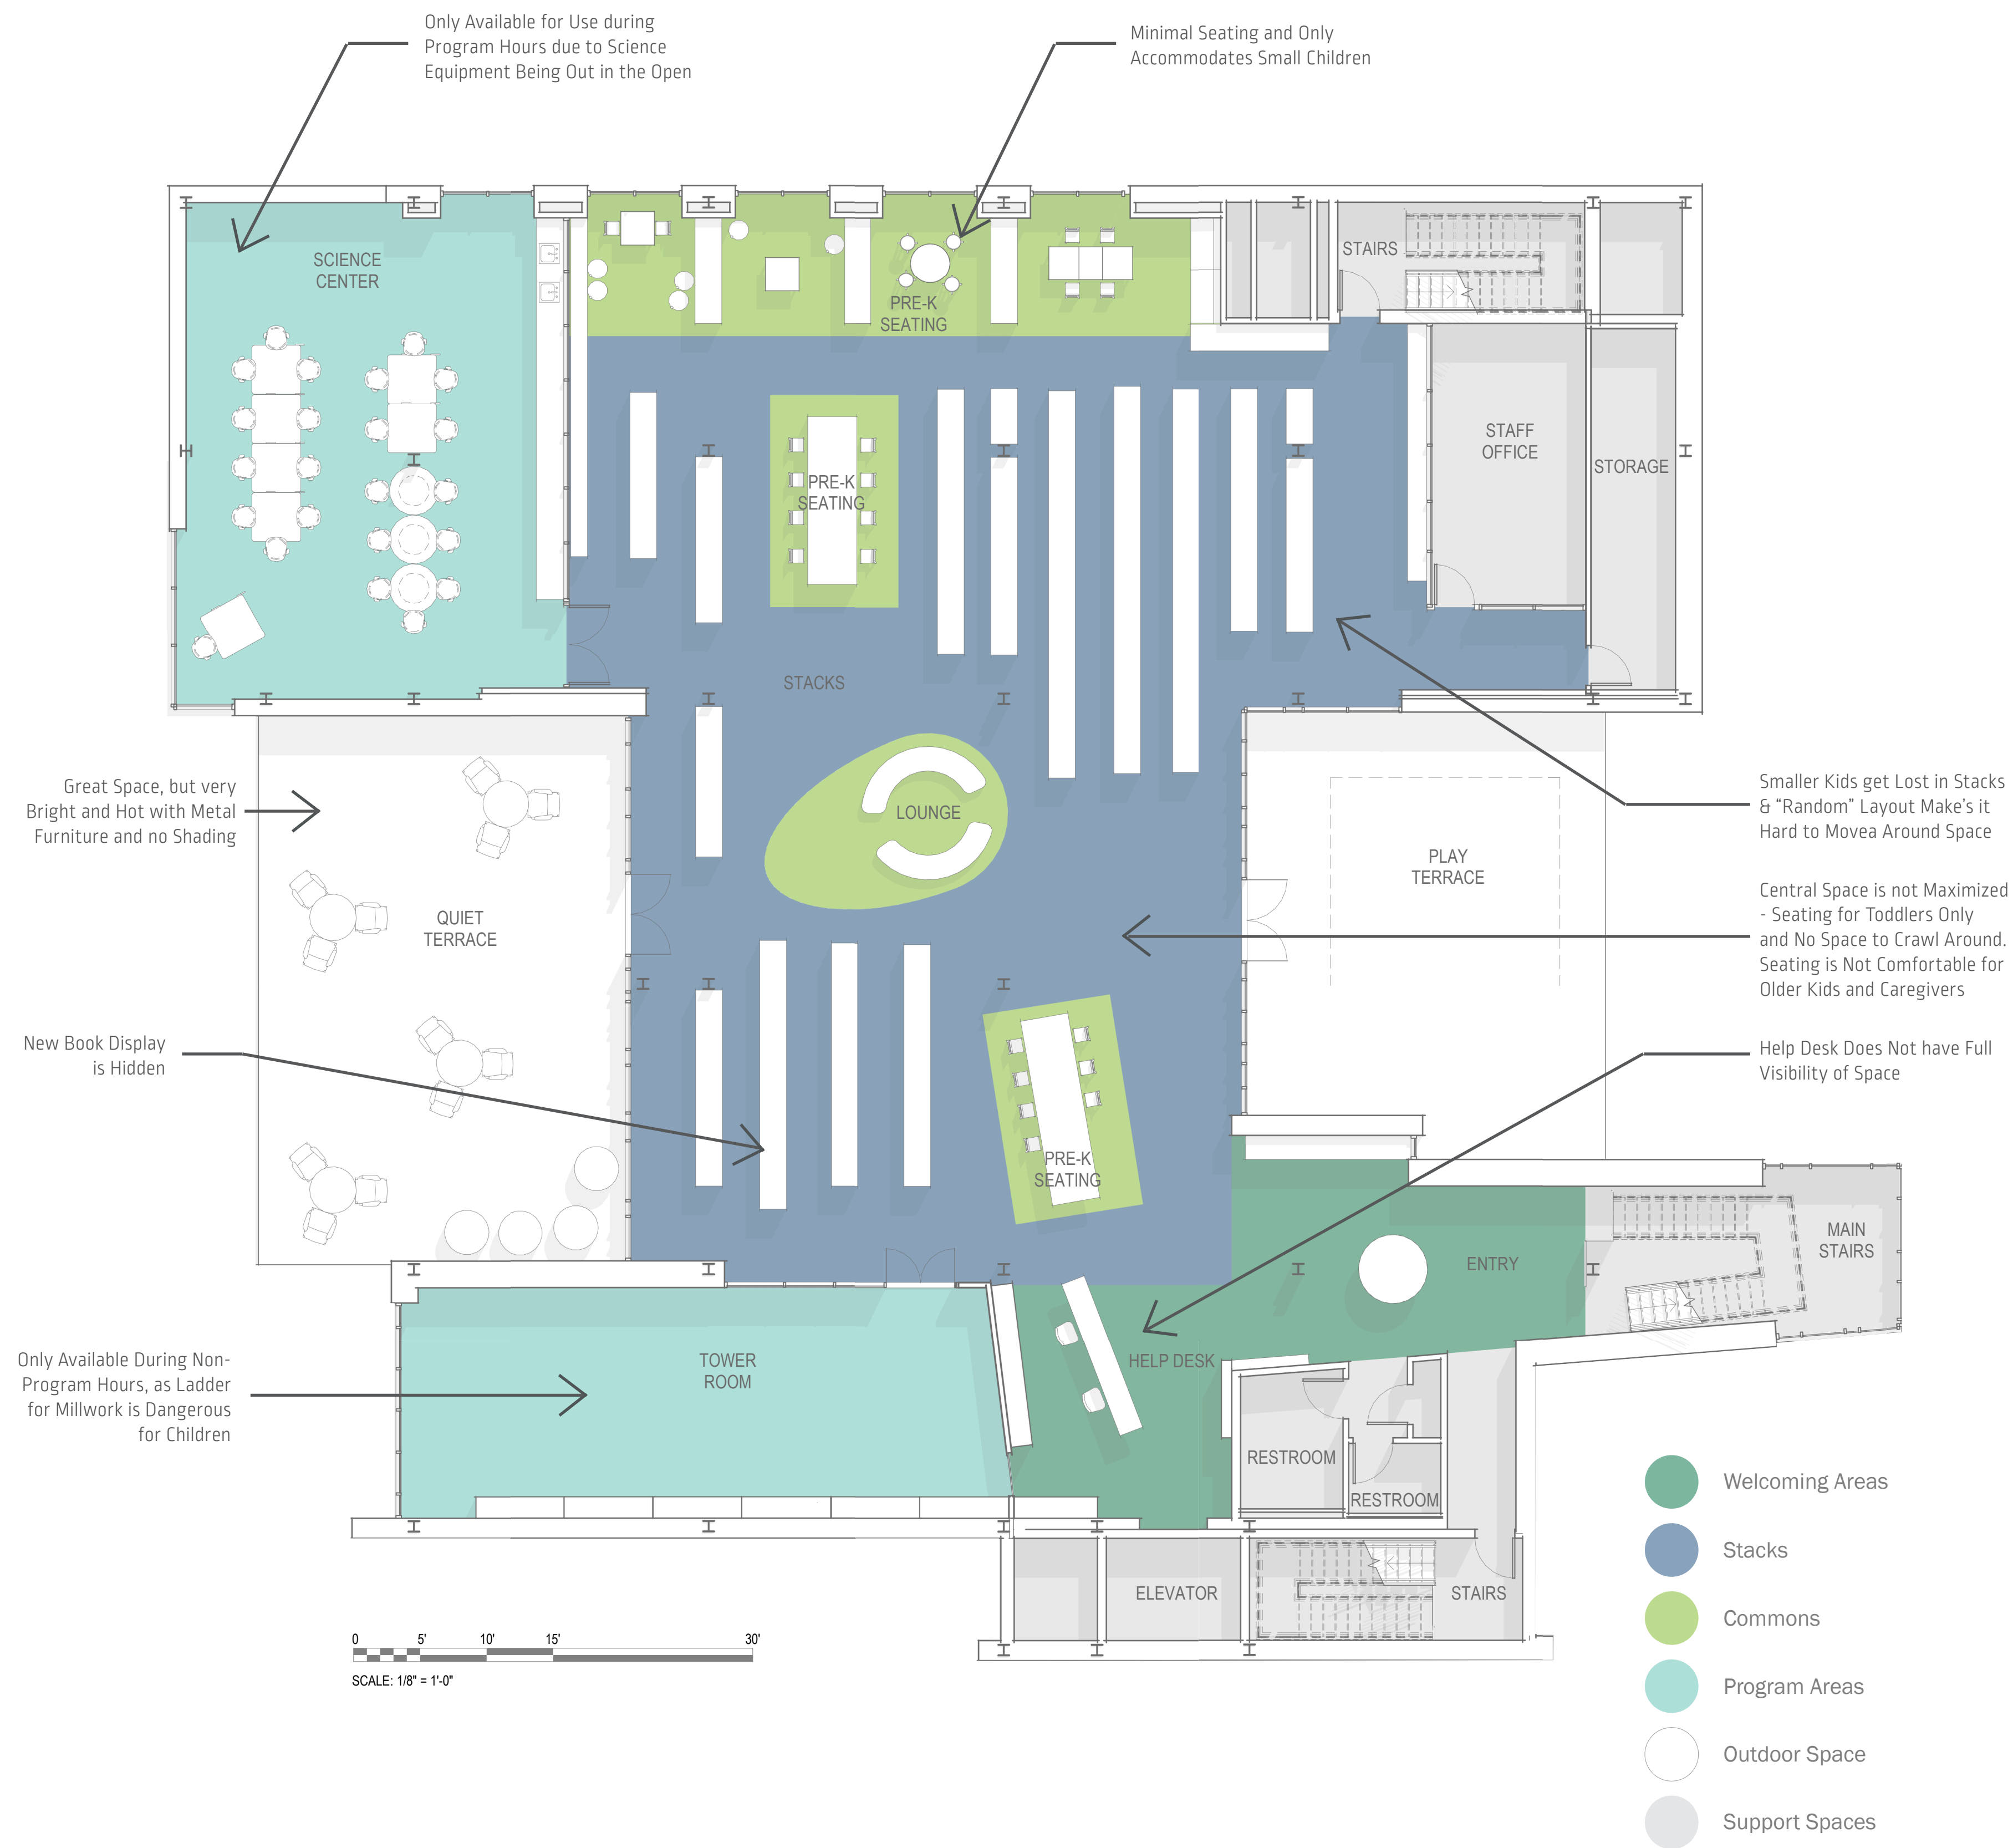 Only Available for Use during
Program Hours due to Science
Equipment Being Out in the Open
Minimal Seating and Only
Accommodates Small Children
SCIENCE
CENTER
PRE-K
SEATING
STAIRS
PRE-K
SEATING
STAFF
OFFICE
STORAGE
STACKS
LOUNGE
Great Space, but very
Bright and Hot with Metal
Furniture and no Shading
QUIET
TERRACE
PLAY
TERRACE
Smaller Kids get Lost in Stacks
& “Random” Layout Make's it
Hard to Movea Around Space
Central Space is not Maximized
- Seating for Toddlers Only
and No Space to Crawl Around.
Seating is Not Comfortable for
Older Kids and Caregivers
New Book Display
is Hidden
Help Desk Does Not have Full
Visibility of Space
PRE-K
SEATING
ENTRY
MAIN
STAIRS
Only Available During Non-
Program Hours, as Ladder
for Millwork is Dangerous
for Children
TOWER
ROOM
HELP DESK
RESTROOM
RESTROOM
ELEVATOR
STAIRS
0 5' 10' 15' 30'
SCALE: 1/8" = 1'-0"
Welcoming Areas
Stacks
Commons
Program Areas
Outdoor Space
Support Spaces